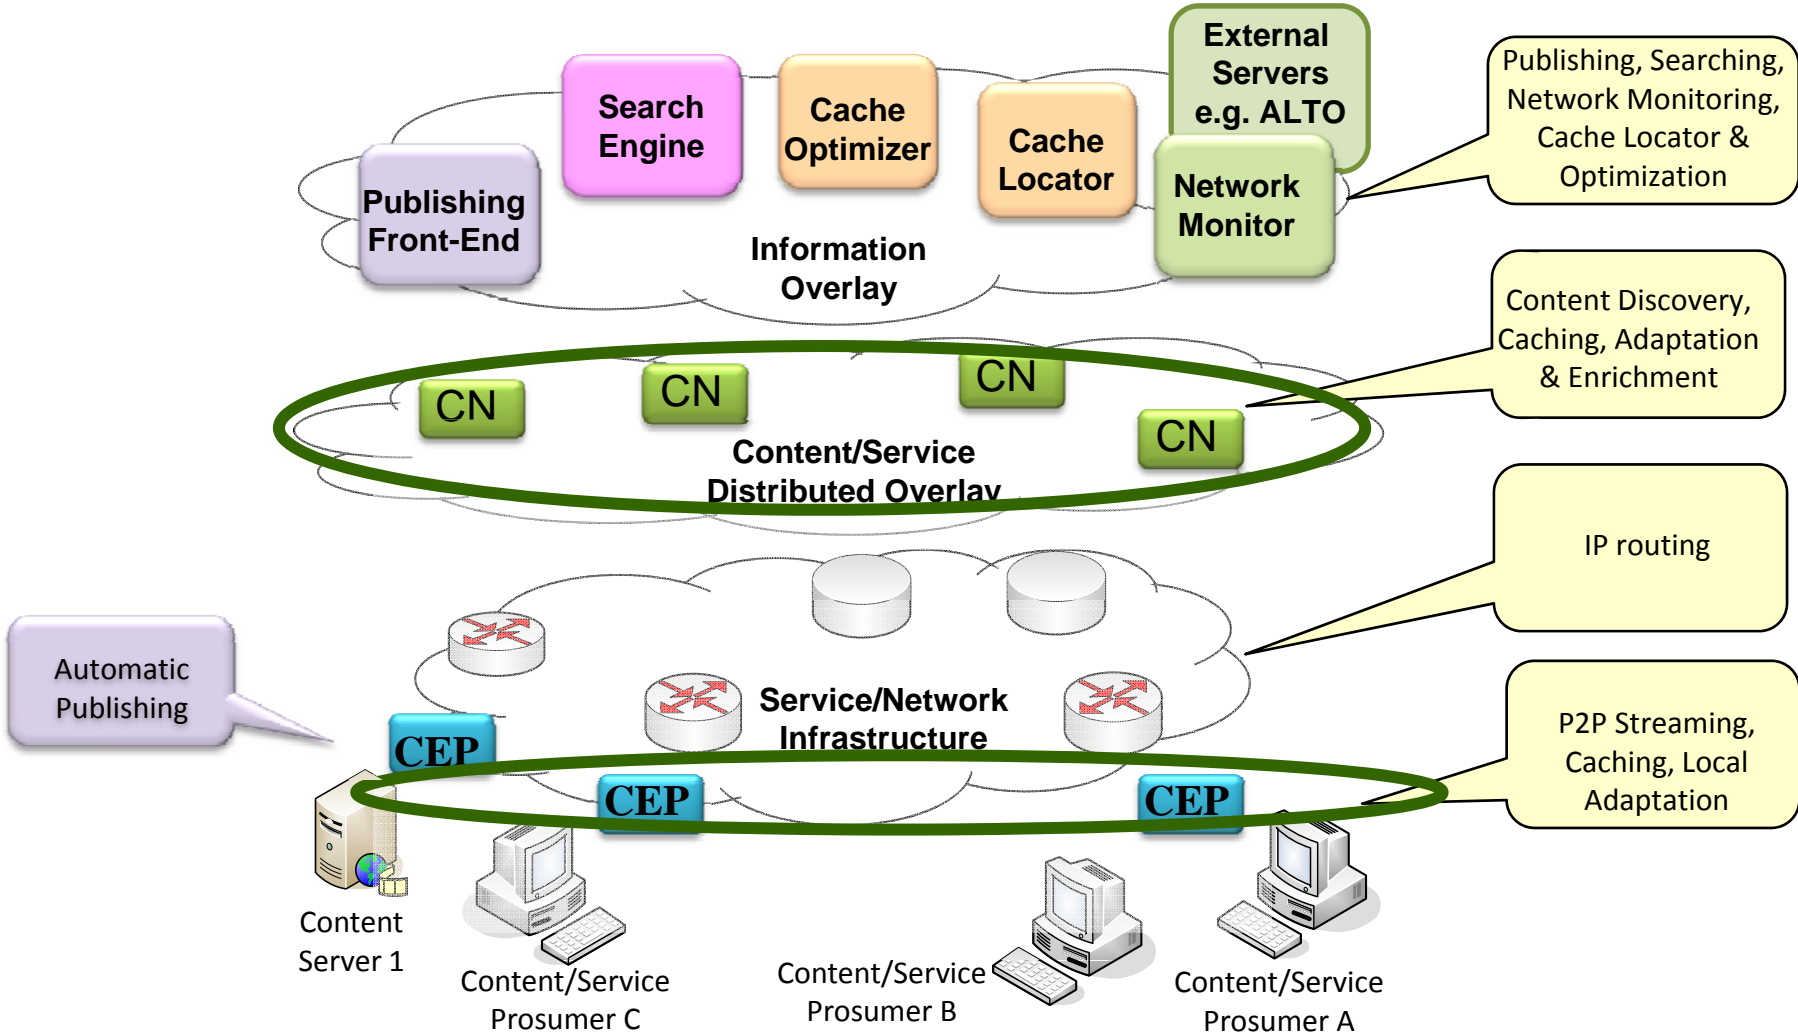 External
Servers
e.g. ALTO
Search
Engine
Cache
Optimizer
Cache
Locator
Publishing
Front-End
Network
Monitor
Information
Overlay
Publishing, Searching,
Network Monitoring,
Cache Locator &
Optimization
CN
CN
CN
CN
Content/Service
Distributed Overlay
Content Discovery,
Caching, Adaptation
& Enrichment
IP routing
Automatic
Publishing
Service/Network
Infrastructure
CEP
CEP
CEP
P2P Streaming,
Caching, Local
Adaptation
Content
Server 1
Content/Service
Prosumer C
Content/Service
Prosumer B
Content/Service
Prosumer A